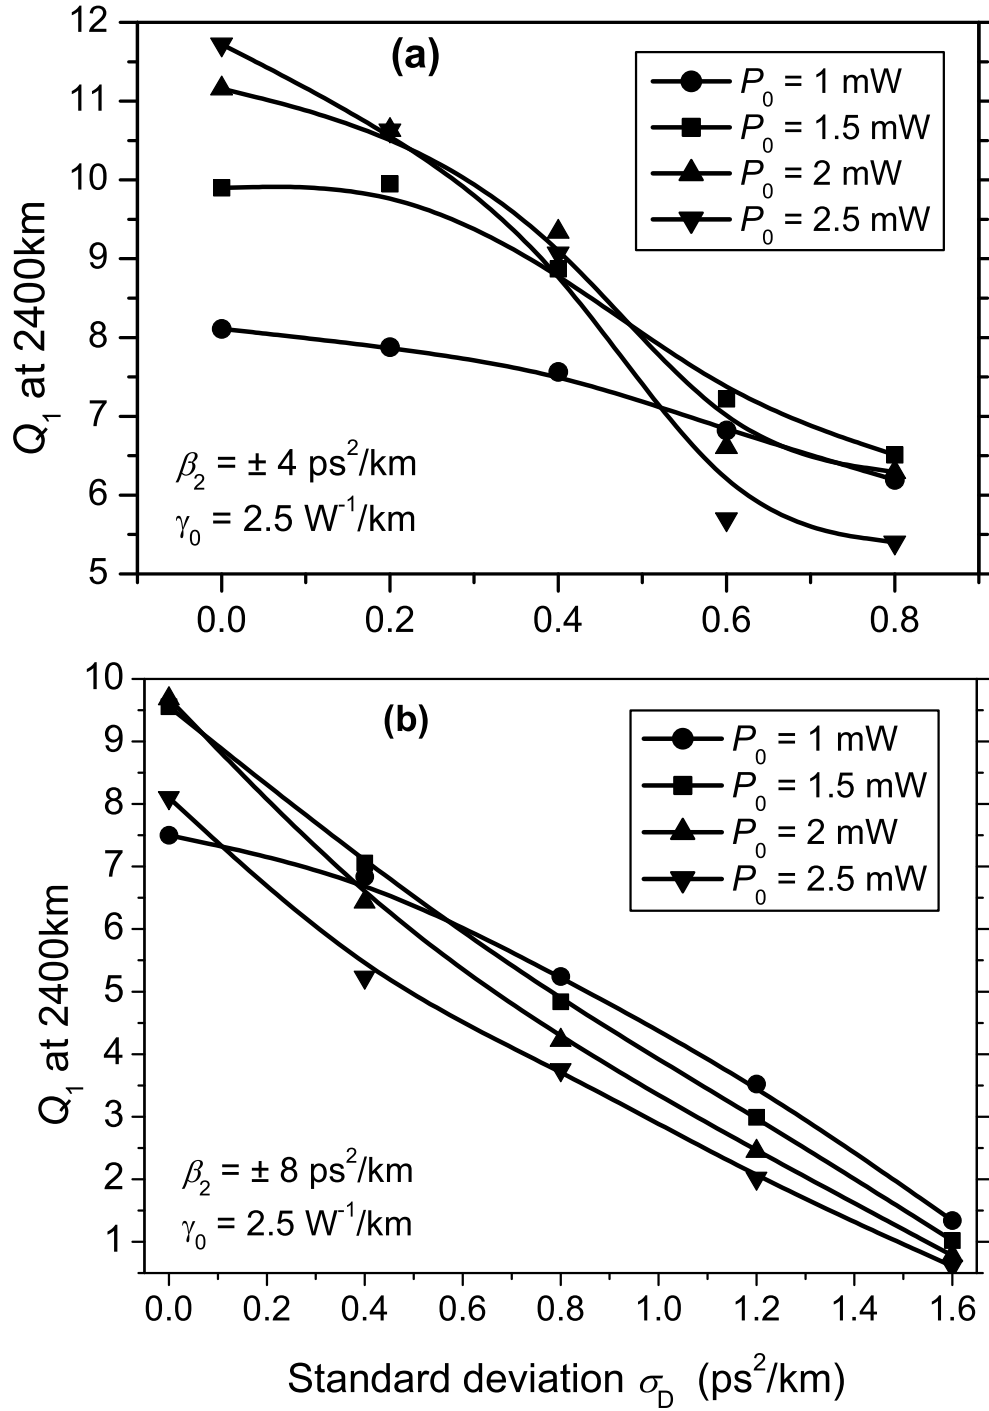 (a)
P₀ = 1 mW
P₀ = 1.5 mW
P₀ = 2 mW
P₀ = 2.5 mW
12
11
10
9
8
7
6
5
Q₁ at 2400km
β₂ = ± 4 ps²/km
γ₀ = 2.5 W⁻¹/km
0.0 0.2 0.4 0.6 0.8
(b)
P₀ = 1 mW
P₀ = 1.5 mW
P₀ = 2 mW
P₀ = 2.5 mW
10
9
8
7
6
5
4
3
2
1
Q₁ at 2400km
β₂ = ± 8 ps²/km
γ₀ = 2.5 W⁻¹/km
0.0 0.2 0.4 0.6 0.8 1.0 1.2 1.4 1.6
Standard deviation σ_D (ps²/km)